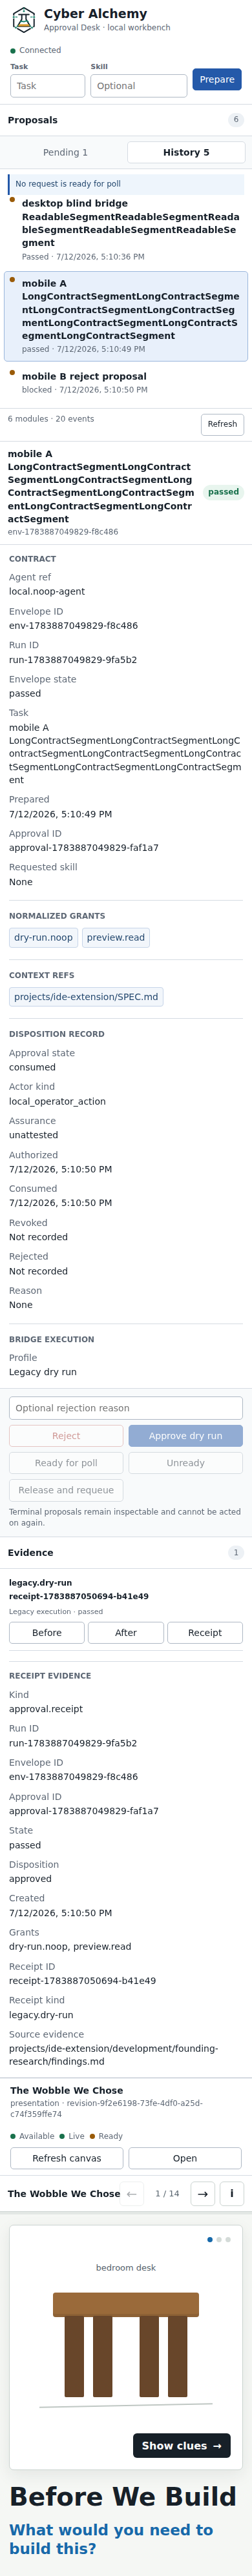 Cyber Alchemy
Approval Desk · local workbench
Connected
Task
Skill
Task
Optional
Prepare
Proposals
6
Pending 1
History 5
No request is ready for poll
desktop blind bridge
ReadableSegmentReadableSegmentReada
bleSegmentReadableSegmentReadableSe
gment
Passed · 7/12/2026, 5:10:36 PM
mobile A
LongContractSegmentLongContractSegme
ntLongContractSegmentLongContractSeg
mentLongContractSegmentLongContractS
egmentLongContractSegment
passed · 7/12/2026, 5:10:49 PM
mobile B reject proposal
blocked · 7/12/2026, 5:10:50 PM
6 modules · 20 events
Refresh
mobile A
LongContractSegmentLongContract
SegmentLongContractSegmentLong
ContractSegmentLongContractSegm
entLongContractSegmentLongContr
actSegment
passed
env-1783887049829-f8c486
CONTRACT
Agent ref
local.noop-agent
Envelope ID
env-1783887049829-f8c486
Run ID
run-1783887049829-9fa5b2
Envelope state
passed
Task
mobile A
LongContractSegmentLongContractSegmentLongC
ontractSegmentLongContractSegmentLongContrac
tSegmentLongContractSegmentLongContractSegm
ent
Prepared
7/12/2026, 5:10:49 PM
Approval ID
approval-1783887049829-faf1a7
Requested skill
None
NORMALIZED GRANTS
dry-run.noop
preview.read
CONTEXT REFS
projects/ide-extension/SPEC.md
DISPOSITION RECORD
Approval state
consumed
Actor kind
local_operator_action
Assurance
unattested
Authorized
7/12/2026, 5:10:50 PM
Consumed
7/12/2026, 5:10:50 PM
Revoked
Not recorded
Rejected
Not recorded
Reason
None
BRIDGE EXECUTION
Profile
Legacy dry run
Optional rejection reason
Reject
Approve dry run
Ready for poll
Unready
Release and requeue
Terminal proposals remain inspectable and cannot be acted
on again.
Evidence
1
legacy.dry-run
receipt-1783887050694-b41e49
Legacy execution · passed
Before
After
Receipt
RECEIPT EVIDENCE
Kind
approval.receipt
Run ID
run-1783887049829-9fa5b2
Envelope ID
env-1783887049829-f8c486
Approval ID
approval-1783887049829-faf1a7
State
passed
Disposition
approved
Created
7/12/2026, 5:10:50 PM
Grants
dry-run.noop, preview.read
Receipt ID
receipt-1783887050694-b41e49
Receipt kind
legacy.dry-run
Source evidence
projects/ide-extension/development/founding-
research/findings.md
The Wobble We Chose
presentation · revision-9f2e6198-73fe-4df0-a25d-
c74f359ffe74
Available
Live
Ready
Refresh canvas
Open
The Wobble We Chose
←
1 / 14
→
i
bedroom desk
Show clues →
Before We Build
What would you need to
build this?